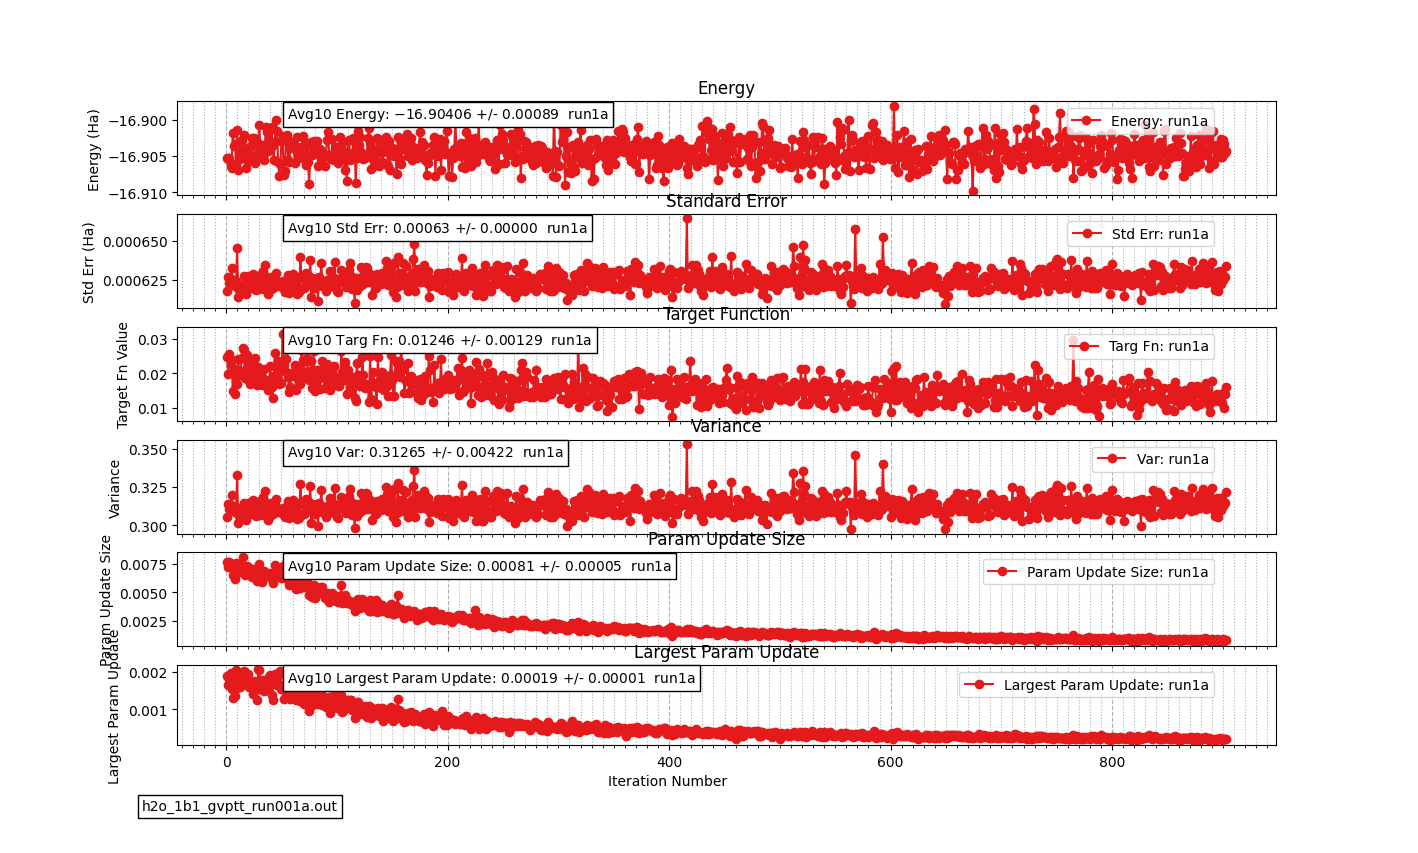 Energy
Energy (Ha)
−16.900
−16.905
−16.910
Avg10 Energy: −16.90406 +/- 0.00089  run1a
Energy: run1a
Standard Error
Std Err (Ha)
0.000650
0.000625
Avg10 Std Err: 0.00063 +/- 0.00000  run1a
Std Err: run1a
Target Function
Target Fn Value
0.03
0.02
0.01
Avg10 Targ Fn: 0.01246 +/- 0.00129  run1a
Targ Fn: run1a
Variance
Variance
0.350
0.325
0.300
Avg10 Var: 0.31265 +/- 0.00422  run1a
Var: run1a
Param Update Size
Param Update Size
0.0075
0.0050
0.0025
Avg10 Param Update Size: 0.00081 +/- 0.00005  run1a
Param Update Size: run1a
Largest Param Update
Largest Param Update
0.002
0.001
Avg10 Largest Param Update: 0.00019 +/- 0.00001  run1a
Largest Param Update: run1a
0 200 400 600 800
Iteration Number
h2o_1b1_gvptt_run001a.out